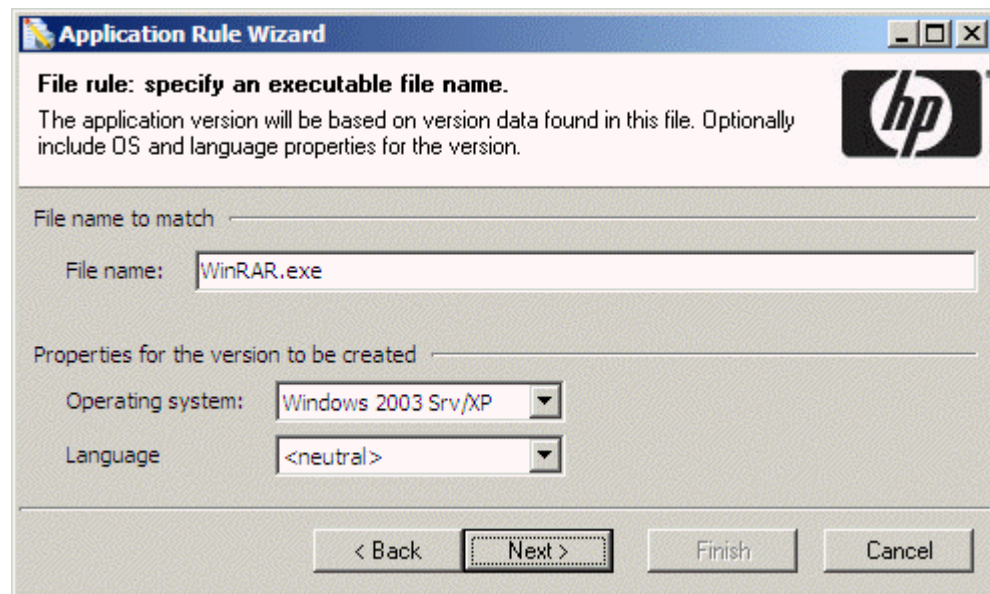 Application Rule Wizard
File rule: specify an executable file name.
The application version will be based on version data found in this file. Optionally
include OS and language properties for the version.
hp
File name to match
File name: WinRAR.exe
Properties for the version to be created
Operating system: Windows 2003 Srv/XP
Language <neutral>
< Back Next > Finish Cancel